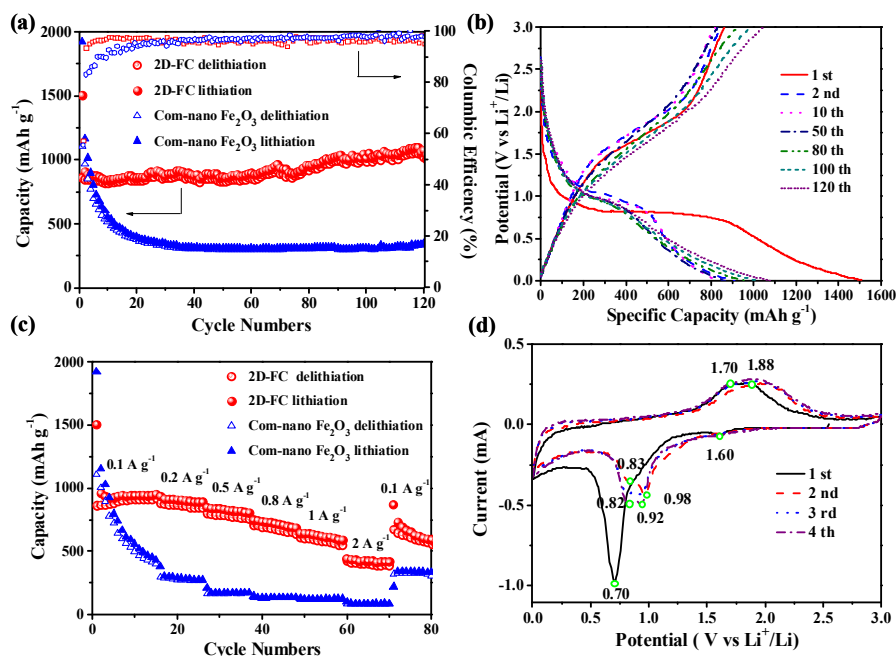 (a)
2000
1500
1000
500
0
Capacity (mAh g⁻¹)
0 20 40 60 80 100 120
Cycle Numbers
100
80
60
40
20
0
Columbic Efficiency (%)
2D-FC delithiation
2D-FC lithiation
Com-nano Fe₂O₃ delithiation
Com-nano Fe₂O₃ lithiation
(b)
3.0
2.5
2.0
1.5
1.0
0.5
0.0
Potential (V vs Li⁺/Li)
0 200 400 600 800 1000 1200 1400 1600
Specific Capacity (mAh g⁻¹)
1 st
2 nd
10 th
50 th
80 th
100 th
120 th
(c)
2000
1500
1000
500
0
Capacity (mAh g⁻¹)
0 20 40 60 80
Cycle Numbers
2D-FC delithiation
2D-FC lithiation
Com-nano Fe₂O₃ delithiation
Com-nano Fe₂O₃ lithiation
0.1 A g⁻¹
0.2 A g⁻¹
0.5 A g⁻¹
0.8 A g⁻¹
1 A g⁻¹
2 A g⁻¹
0.1 A g⁻¹
(d)
0.5
0.0
-0.5
-1.0
Current (mA)
0.0 0.5 1.0 1.5 2.0 2.5 3.0
Potential ( V vs Li⁺/Li)
1.70 1.88
1.60
0.83
0.98
0.82
0.92
0.70
1 st
2 nd
3 rd
4 th